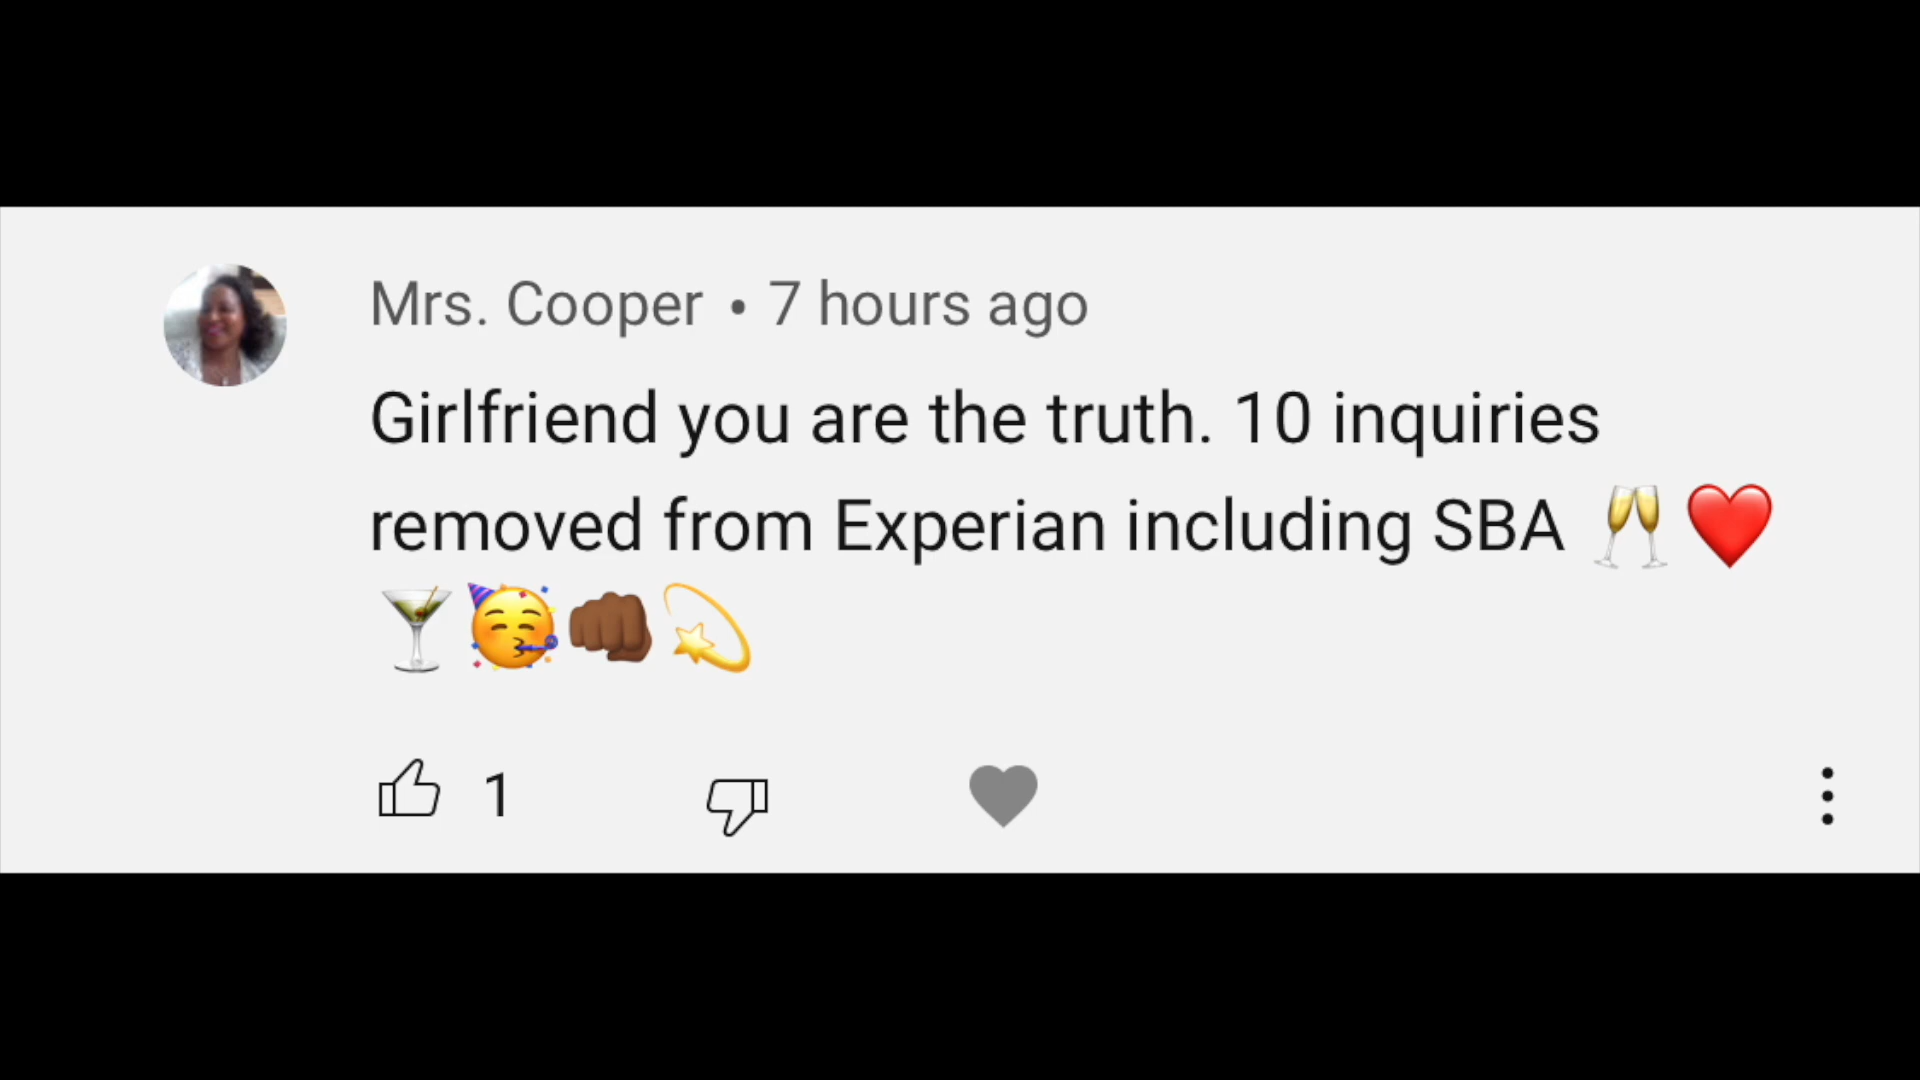 Mrs. Cooper • 7 hours ago
Girlfriend you are the truth. 10 inquiries
removed from Experian including SBA 🥂❤️
🍸🥳👊🏾💫
1